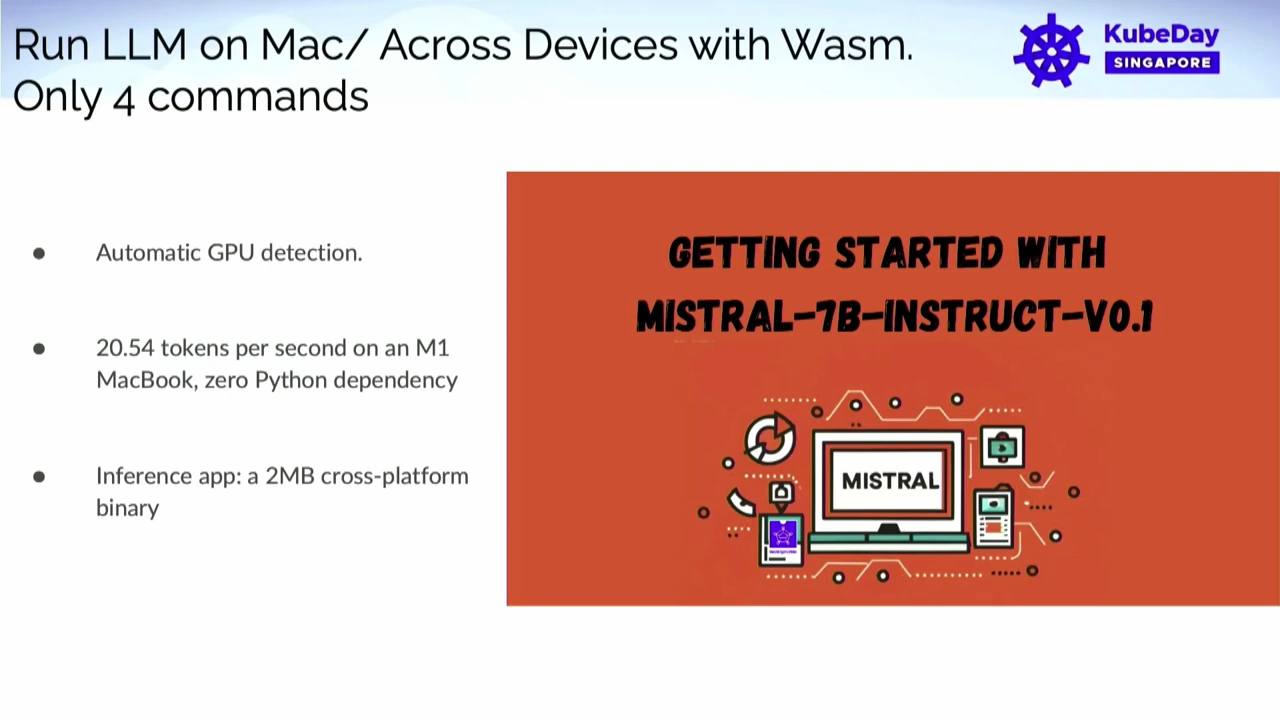 Run LLM on Mac/ Across Devices with Wasm.
Only 4 commands
KubeDay
SINGAPORE
● Automatic GPU detection.
● 20.54 tokens per second on an M1
MacBook, zero Python dependency
● Inference app: a 2MB cross-platform
binary
GETTING STARTED WITH
MISTRAL-7B-INSTRUCT-V0.1
MISTRAL